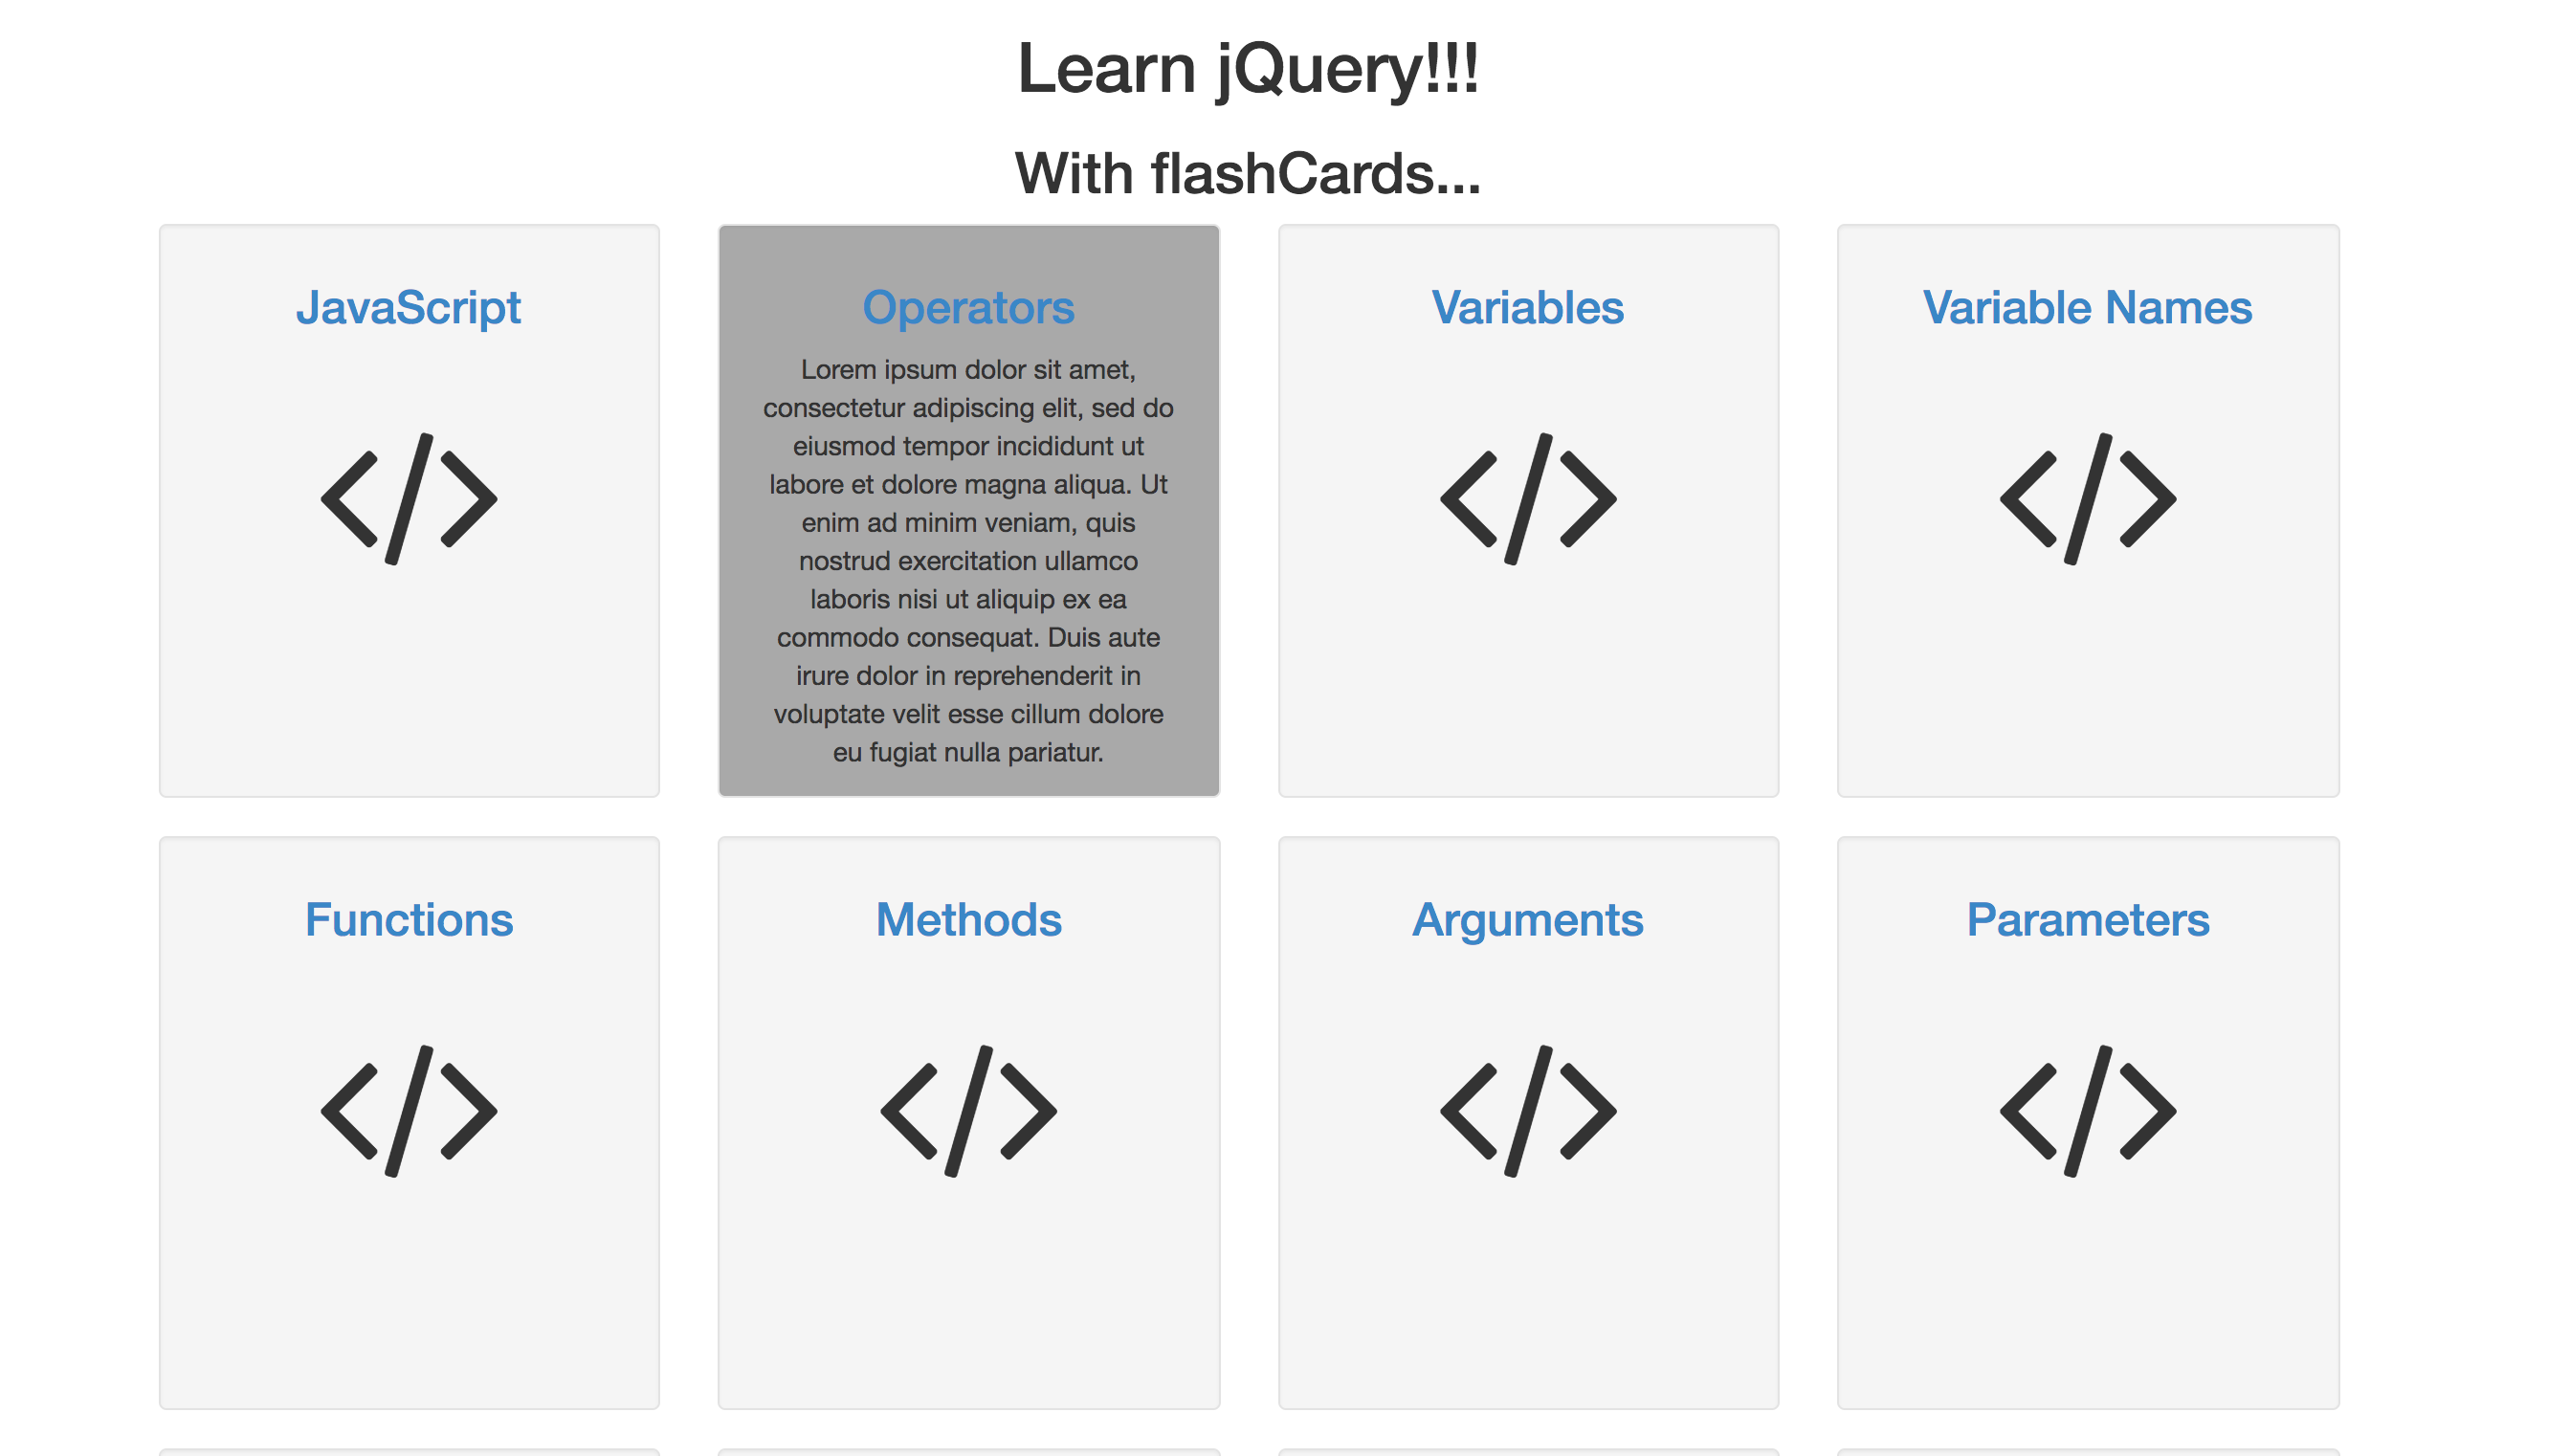 Learn jQuery!!!
With flashCards...
JavaScript
Operators
Lorem ipsum dolor sit amet,
consectetur adipiscing elit, sed do
eiusmod tempor incididunt ut
labore et dolore magna aliqua. Ut
enim ad minim veniam, quis
nostrud exercitation ullamco
laboris nisi ut aliquip ex ea
commodo consequat. Duis aute
irure dolor in reprehenderit in
voluptate velit esse cillum dolore
eu fugiat nulla pariatur.
Variables
Variable Names
</>
</>
</>
Functions
Methods
Arguments
Parameters
</>
</>
</>
</>